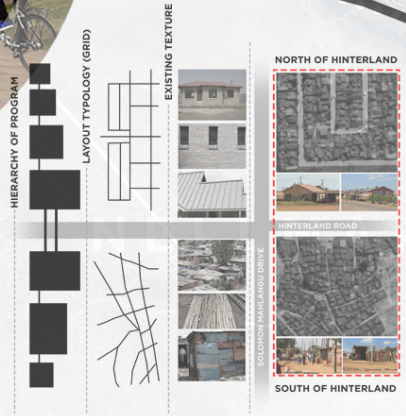 HIERARCHY OF PROGRAM
LAYOUT TYPOLOGY (GRID)
EXISTING TEXTURE
NORTH OF HINTERLAND
HINTERLAND ROAD
SOLOMON MAHLANGU DRIVE
SOUTH OF HINTERLAND